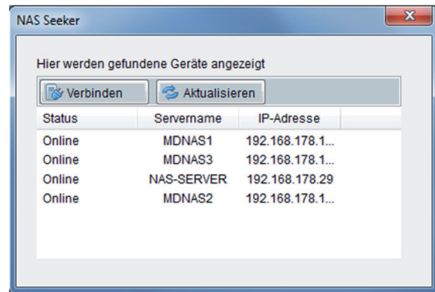 NAS Seeker
Hier werden gefundene Geräte angezeigt
Verbinden Aktualisieren
Status Servername IP-Adresse
Online MDNAS1 192.168.178.1...
Online MDNAS3 192.168.178.1...
Online NAS-SERVER 192.168.178.29
Online MDNAS2 192.168.178.1...